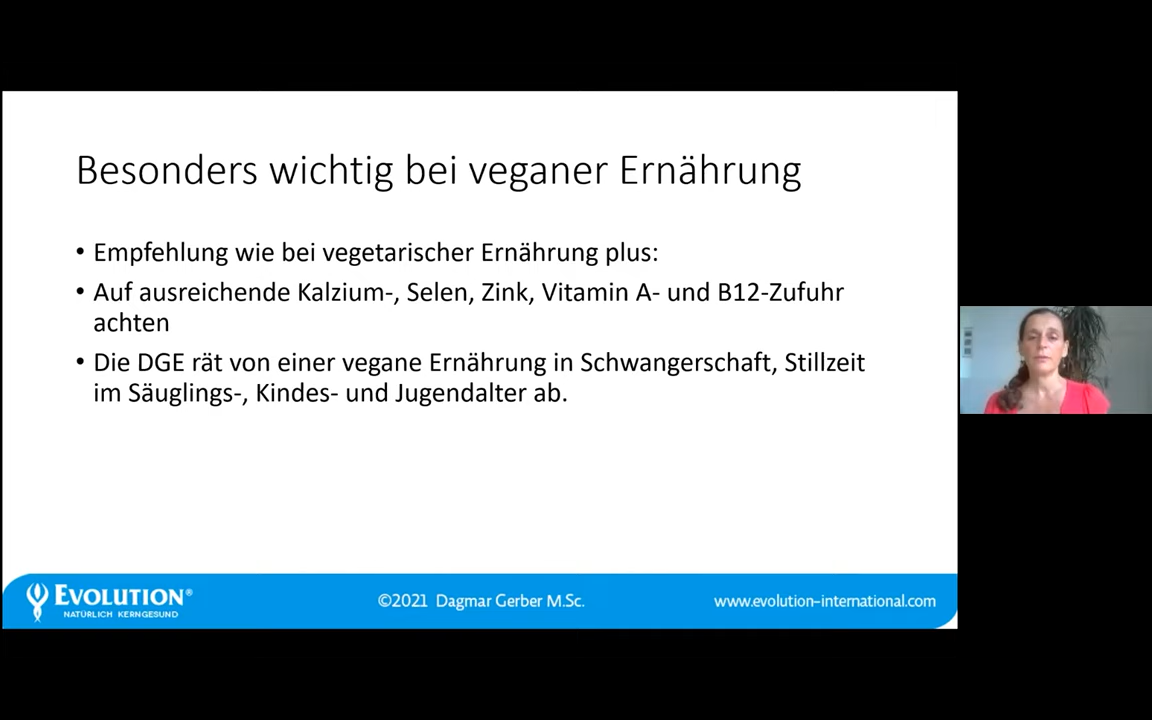 Besonders wichtig bei veganer Ernährung
• Empfehlung wie bei vegetarischer Ernährung plus:
• Auf ausreichende Kalzium-, Selen, Zink, Vitamin A- und B12-Zufuhr
achten
• Die DGE rät von einer vegane Ernährung in Schwangerschaft, Stillzeit
im Säuglings-, Kindes- und Jugendalter ab.
EVOLUTION®
NATÜRLICH KERNGESUND
©2021 Dagmar Gerber M.Sc.
www.evolution-international.com